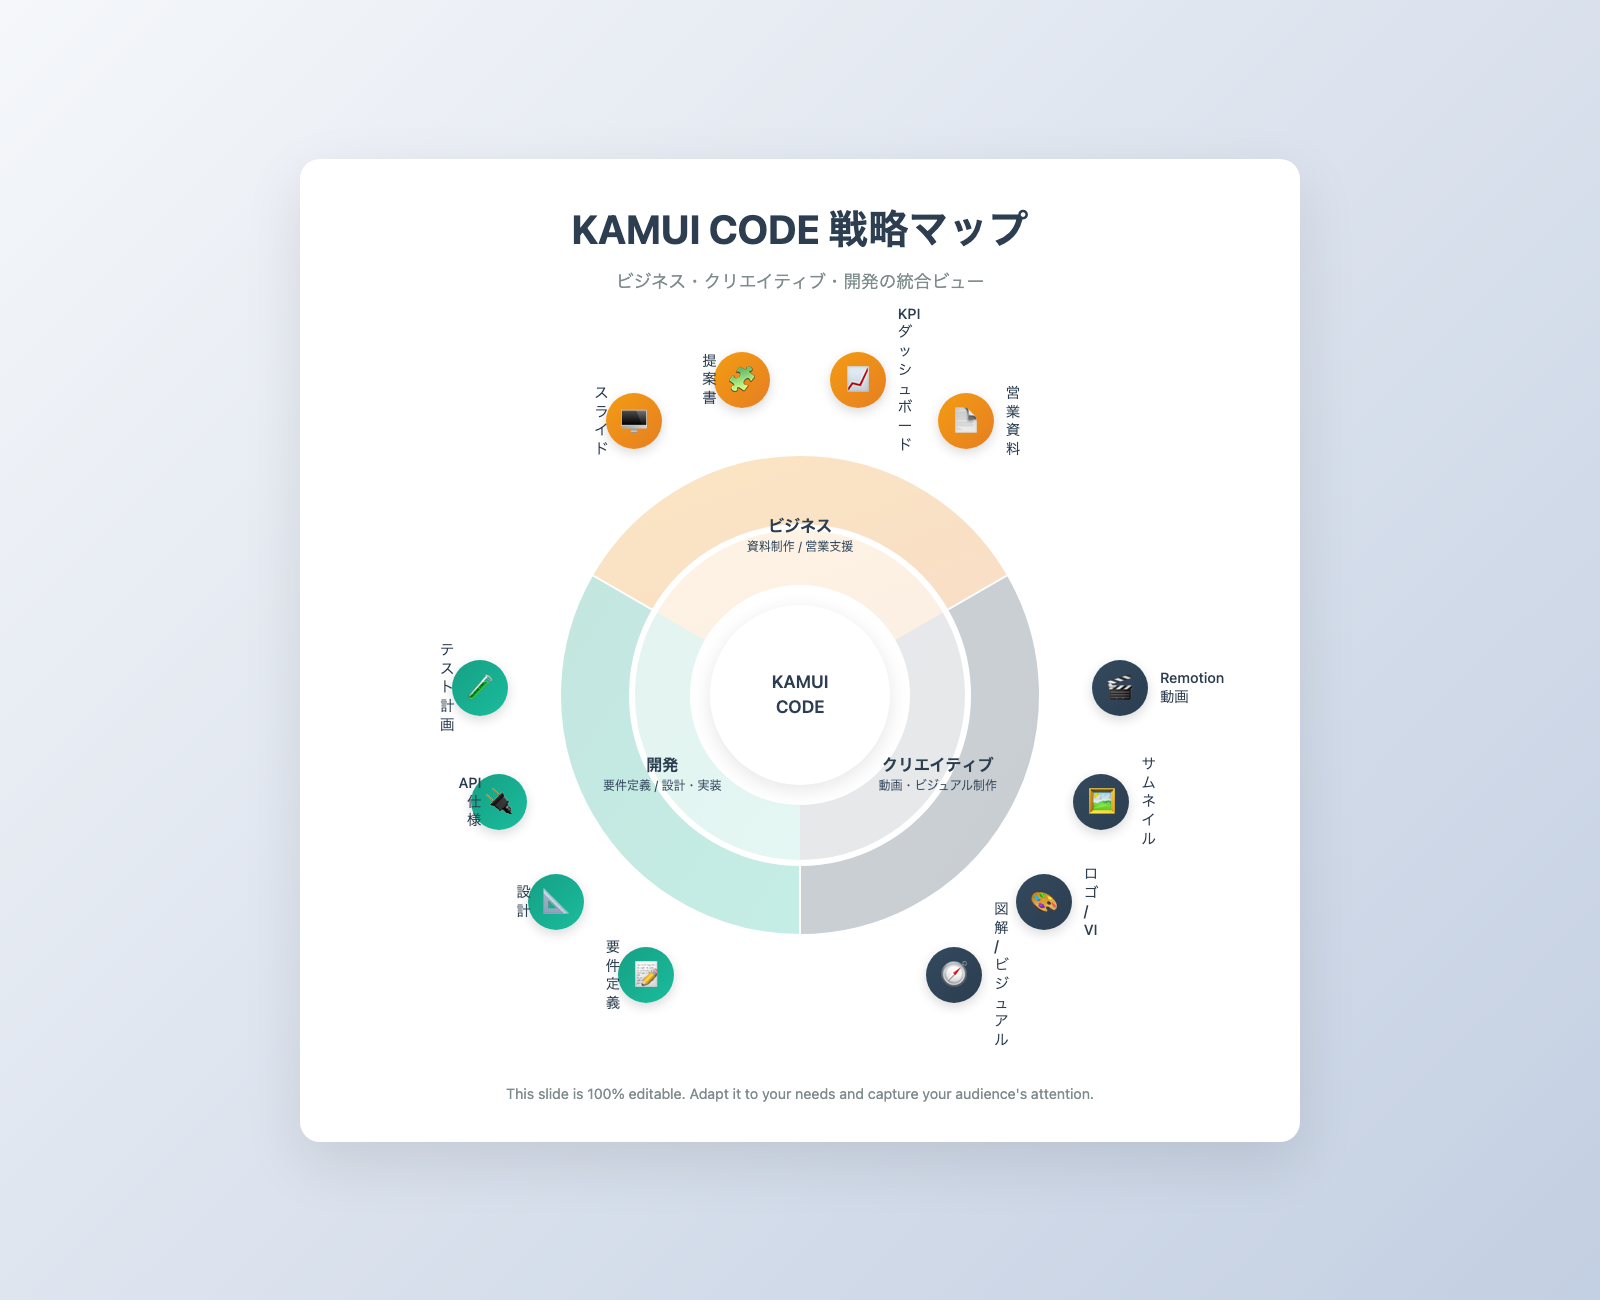 KAMUI CODE 戦略マップ
ビジネス・クリエイティブ・開発の統合ビュー
スライド
提案書
KPI
ダッシュボード
営業資料
ビジネス
資料制作 / 営業支援
KAMUI
CODE
開発
要件定義 / 設計・実装
クリエイティブ
動画・ビジュアル制作
テスト計画
API
仕様
設計
要件定義
Remotion
動画
サムネイル
ロゴ
/
VI
図解
/
ビジュアル
This slide is 100% editable. Adapt it to your needs and capture your audience's attention.